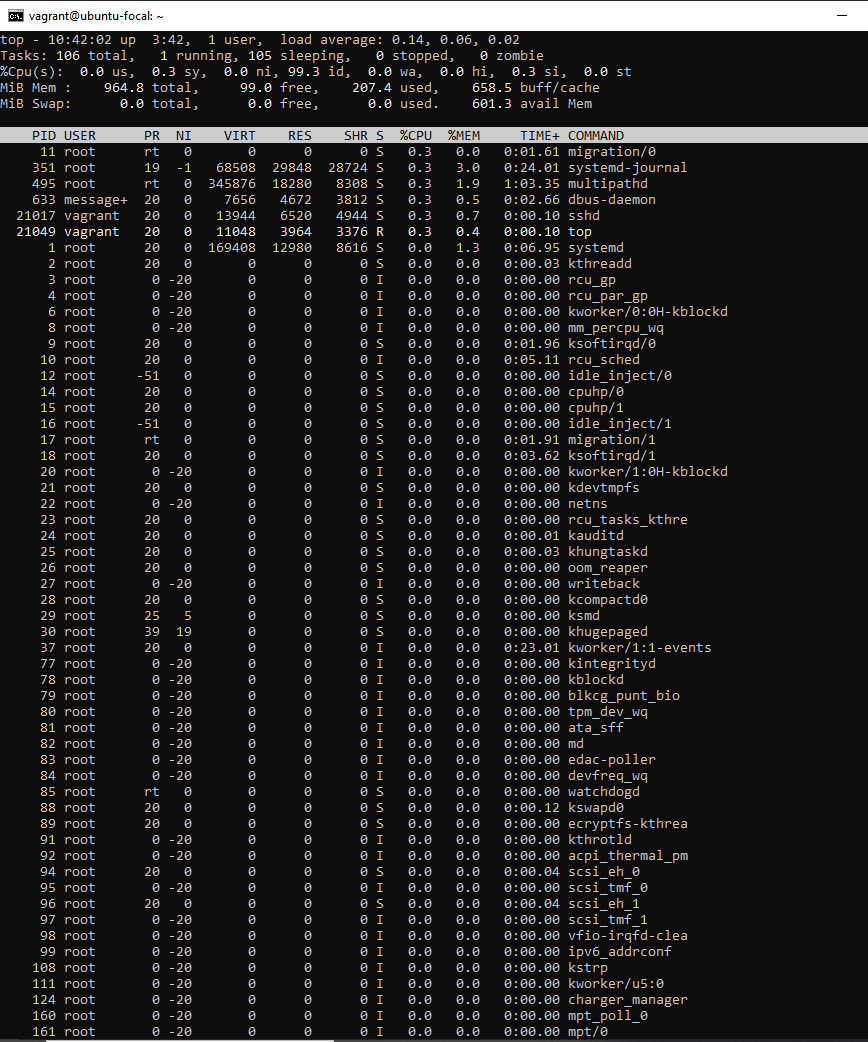 vagrant@ubuntu-focal: ~
top - 10:42:02 up  3:42,  1 user,  load average: 0.14, 0.06, 0.02
Tasks: 106 total,   1 running, 105 sleeping,   0 stopped,   0 zombie
%Cpu(s):  0.0 us,  0.3 sy,  0.0 ni, 99.3 id,  0.0 wa,  0.0 hi,  0.3 si,  0.0 st
MiB Mem :    964.8 total,     99.0 free,    207.4 used,    658.5 buff/cache
MiB Swap:      0.0 total,      0.0 free,      0.0 used.    601.3 avail Mem
PID USER      PR  NI    VIRT    RES    SHR S  %CPU  %MEM     TIME+ COMMAND
11 root      rt   0       0      0      0 S   0.3   0.0   0:01.61 migration/0
351 root      19  -1   68508  29848  28724 S   0.3   3.0   0:24.01 systemd-journal
495 root      rt   0  345876  18280   8308 S   0.3   1.9   1:03.35 multipathd
633 message+  20   0    7656   4672   3812 S   0.3   0.5   0:02.66 dbus-daemon
21017 vagrant   20   0   13944   6520   4944 S   0.3   0.7   0:00.10 sshd
21049 vagrant   20   0   11048   3964   3376 R   0.3   0.4   0:00.10 top
1 root      20   0  169408  12980   8616 S   0.0   1.3   0:06.95 systemd
2 root      20   0       0      0      0 S   0.0   0.0   0:00.03 kthreadd
3 root       0 -20       0      0      0 I   0.0   0.0   0:00.00 rcu_gp
4 root       0 -20       0      0      0 I   0.0   0.0   0:00.00 rcu_par_gp
6 root       0 -20       0      0      0 I   0.0   0.0   0:00.00 kworker/0:0H-kblockd
8 root       0 -20       0      0      0 I   0.0   0.0   0:00.00 mm_percpu_wq
9 root      20   0       0      0      0 S   0.0   0.0   0:01.96 ksoftirqd/0
10 root      20   0       0      0      0 I   0.0   0.0   0:05.11 rcu_sched
12 root     -51   0       0      0      0 S   0.0   0.0   0:00.00 idle_inject/0
14 root      20   0       0      0      0 S   0.0   0.0   0:00.00 cpuhp/0
15 root      20   0       0      0      0 S   0.0   0.0   0:00.00 cpuhp/1
16 root     -51   0       0      0      0 S   0.0   0.0   0:00.00 idle_inject/1
17 root      rt   0       0      0      0 S   0.0   0.0   0:01.91 migration/1
18 root      20   0       0      0      0 S   0.0   0.0   0:03.62 ksoftirqd/1
20 root       0 -20       0      0      0 I   0.0   0.0   0:00.00 kworker/1:0H-kblockd
21 root      20   0       0      0      0 S   0.0   0.0   0:00.00 kdevtmpfs
22 root       0 -20       0      0      0 I   0.0   0.0   0:00.00 netns
23 root      20   0       0      0      0 S   0.0   0.0   0:00.00 rcu_tasks_kthre
24 root      20   0       0      0      0 S   0.0   0.0   0:00.01 kauditd
25 root      20   0       0      0      0 S   0.0   0.0   0:00.03 khungtaskd
26 root      20   0       0      0      0 S   0.0   0.0   0:00.00 oom_reaper
27 root       0 -20       0      0      0 I   0.0   0.0   0:00.00 writeback
28 root      20   0       0      0      0 S   0.0   0.0   0:00.00 kcompactd0
29 root      25   5       0      0      0 S   0.0   0.0   0:00.00 ksmd
30 root      39  19       0      0      0 S   0.0   0.0   0:00.00 khugepaged
37 root      20   0       0      0      0 I   0.0   0.0   0:23.01 kworker/1:1-events
77 root       0 -20       0      0      0 I   0.0   0.0   0:00.00 kintegrityd
78 root       0 -20       0      0      0 I   0.0   0.0   0:00.00 kblockd
79 root       0 -20       0      0      0 I   0.0   0.0   0:00.00 blkcg_punt_bio
80 root       0 -20       0      0      0 I   0.0   0.0   0:00.00 tpm_dev_wq
81 root       0 -20       0      0      0 I   0.0   0.0   0:00.00 ata_sff
82 root       0 -20       0      0      0 I   0.0   0.0   0:00.00 md
83 root       0 -20       0      0      0 I   0.0   0.0   0:00.00 edac-poller
84 root       0 -20       0      0      0 I   0.0   0.0   0:00.00 devfreq_wq
85 root      rt   0       0      0      0 S   0.0   0.0   0:00.00 watchdogd
88 root      20   0       0      0      0 S   0.0   0.0   0:00.12 kswapd0
89 root      20   0       0      0      0 S   0.0   0.0   0:00.00 ecryptfs-kthrea
91 root       0 -20       0      0      0 I   0.0   0.0   0:00.00 kthrotld
92 root       0 -20       0      0      0 I   0.0   0.0   0:00.00 acpi_thermal_pm
94 root      20   0       0      0      0 S   0.0   0.0   0:00.04 scsi_eh_0
95 root       0 -20       0      0      0 I   0.0   0.0   0:00.00 scsi_tmf_0
96 root      20   0       0      0      0 S   0.0   0.0   0:00.04 scsi_eh_1
97 root       0 -20       0      0      0 I   0.0   0.0   0:00.00 scsi_tmf_1
98 root       0 -20       0      0      0 I   0.0   0.0   0:00.00 vfio-irqfd-clea
99 root       0 -20       0      0      0 I   0.0   0.0   0:00.00 ipv6_addrconf
108 root       0 -20       0      0      0 I   0.0   0.0   0:00.00 kstrp
111 root       0 -20       0      0      0 I   0.0   0.0   0:00.00 kworker/u5:0
124 root       0 -20       0      0      0 I   0.0   0.0   0:00.00 charger_manager
160 root       0 -20       0      0      0 I   0.0   0.0   0:00.00 mpt_poll_0
161 root       0 -20       0      0      0 I   0.0   0.0   0:00.00 mpt/0